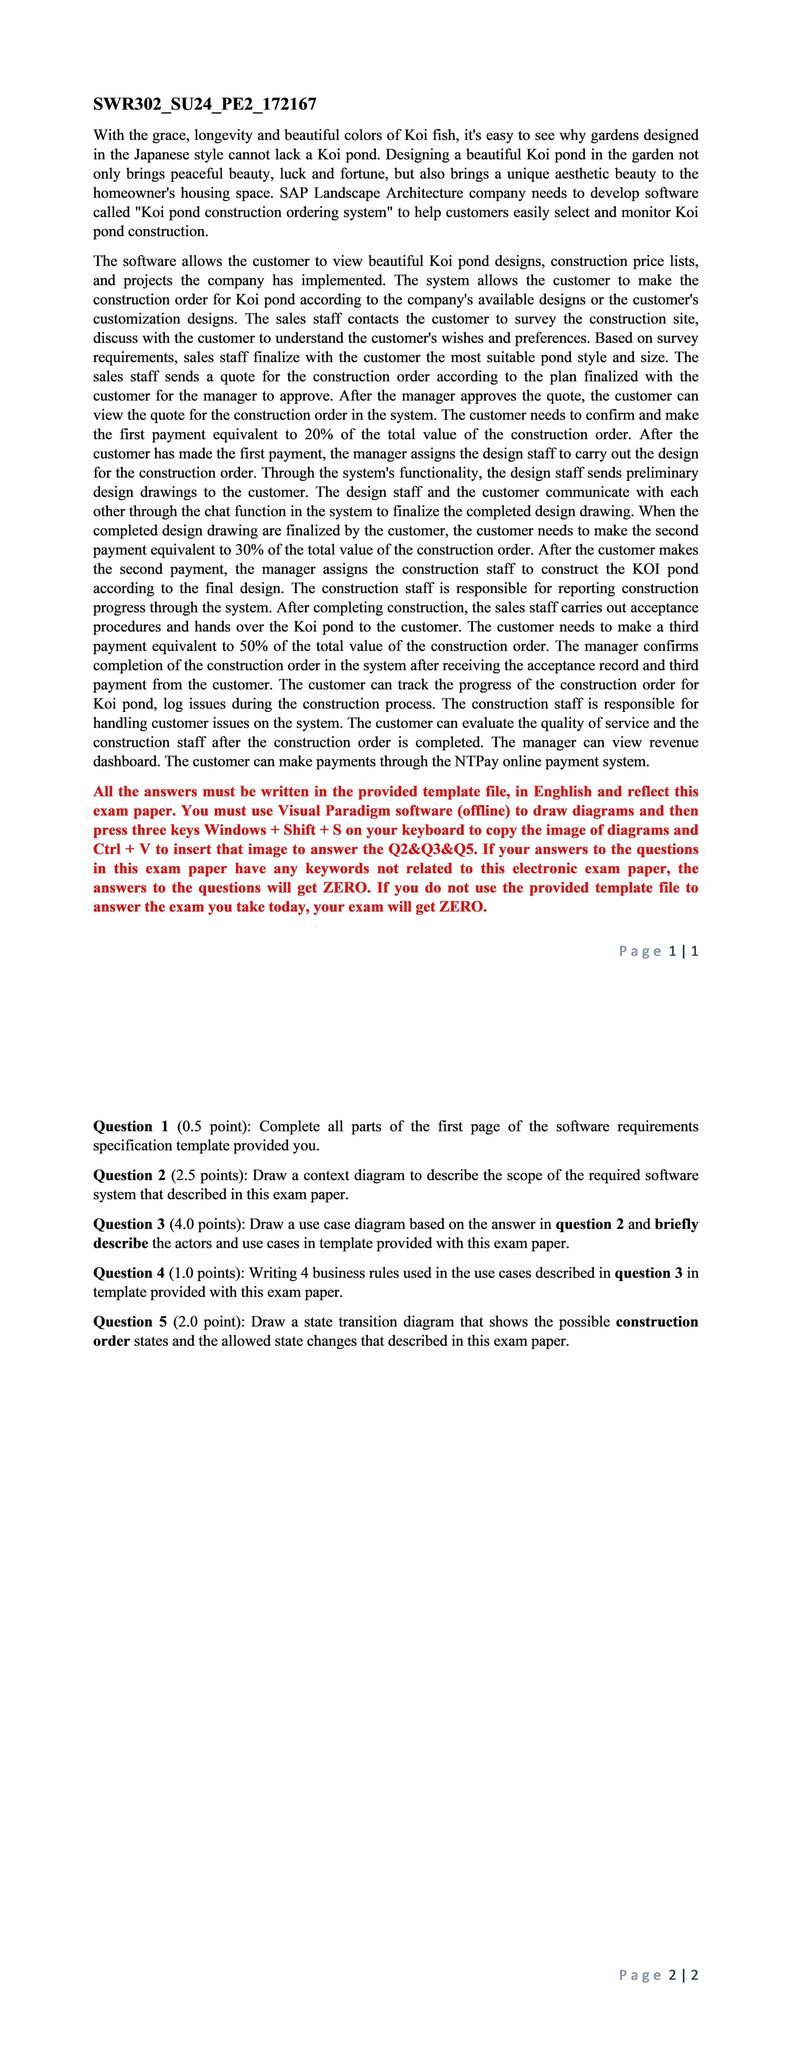 SWR302_SU24_PE2_172167
With the grace, longevity and beautiful colors of Koi fish, it's easy to see why gardens designed
in the Japanese style cannot lack a Koi pond. Designing a beautiful Koi pond in the garden not
only brings peaceful beauty, luck and fortune, but also brings a unique aesthetic beauty to the
homeowner's housing space. SAP Landscape Architecture company needs to develop software
called "Koi pond construction ordering system" to help customers easily select and monitor Koi
pond construction.
The software allows the customer to view beautiful Koi pond designs, construction price lists,
and projects the company has implemented. The system allows the customer to make the
construction order for Koi pond according to the company's available designs or the customer's
customization designs. The sales staff contacts the customer to survey the construction site,
discuss with the customer to understand the customer's wishes and preferences. Based on survey
requirements, sales staff finalize with the customer the most suitable pond style and size. The
sales staff sends a quote for the construction order according to the plan finalized with the
customer for the manager to approve. After the manager approves the quote, the customer can
view the quote for the construction order in the system. The customer needs to confirm and make
the first payment equivalent to 20% of the total value of the construction order. After the
customer has made the first payment, the manager assigns the design staff to carry out the design
for the construction order. Through the system's functionality, the design staff sends preliminary
design drawings to the customer. The design staff and the customer communicate with each
other through the chat function in the system to finalize the completed design drawing. When the
completed design drawing are finalized by the customer, the customer needs to make the second
payment equivalent to 30% of the total value of the construction order. After the customer makes
the second payment, the manager assigns the construction staff to construct the KOI pond
according to the final design. The construction staff is responsible for reporting construction
progress through the system. After completing construction, the sales staff carries out acceptance
procedures and hands over the Koi pond to the customer. The customer needs to make a third
payment equivalent to 50% of the total value of the construction order. The manager confirms
completion of the construction order in the system after receiving the acceptance record and third
payment from the customer. The customer can track the progress of the construction order for
Koi pond, log issues during the construction process. The construction staff is responsible for
handling customer issues on the system. The customer can evaluate the quality of service and the
construction staff after the construction order is completed. The manager can view revenue
dashboard. The customer can make payments through the NTPay online payment system.
All the answers must be written in the provided template file, in Enghlish and reflect this
exam paper. You must use Visual Paradigm software (offline) to draw diagrams and then
press three keys Windows + Shift + S on your keyboard to copy the image of diagrams and
Ctrl + V to insert that image to answer the Q2&Q3&Q5. If your answers to the questions
in this exam paper have any keywords not related to this electronic exam paper, the
answers to the questions will get ZERO. If you do not use the provided template file to
answer the exam you take today, your exam will get ZERO.
Page 1|1
Question 1 (0.5 point): Complete all parts of the first page of the software requirements
specification template provided you.
Question 2 (2.5 points): Draw a context diagram to describe the scope of the required software
system that described in this exam paper.
Question 3 (4.0 points): Draw a use case diagram based on the answer in question 2 and briefly
describe the actors and use cases in template provided with this exam paper.
Question 4 (1.0 points): Writing 4 business rules used in the use cases described in question 3 in
template provided with this exam paper.
Question 5 (2.0 point): Draw a state transition diagram that shows the possible construction
order states and the allowed state changes that described in this exam paper.
Page 2|2